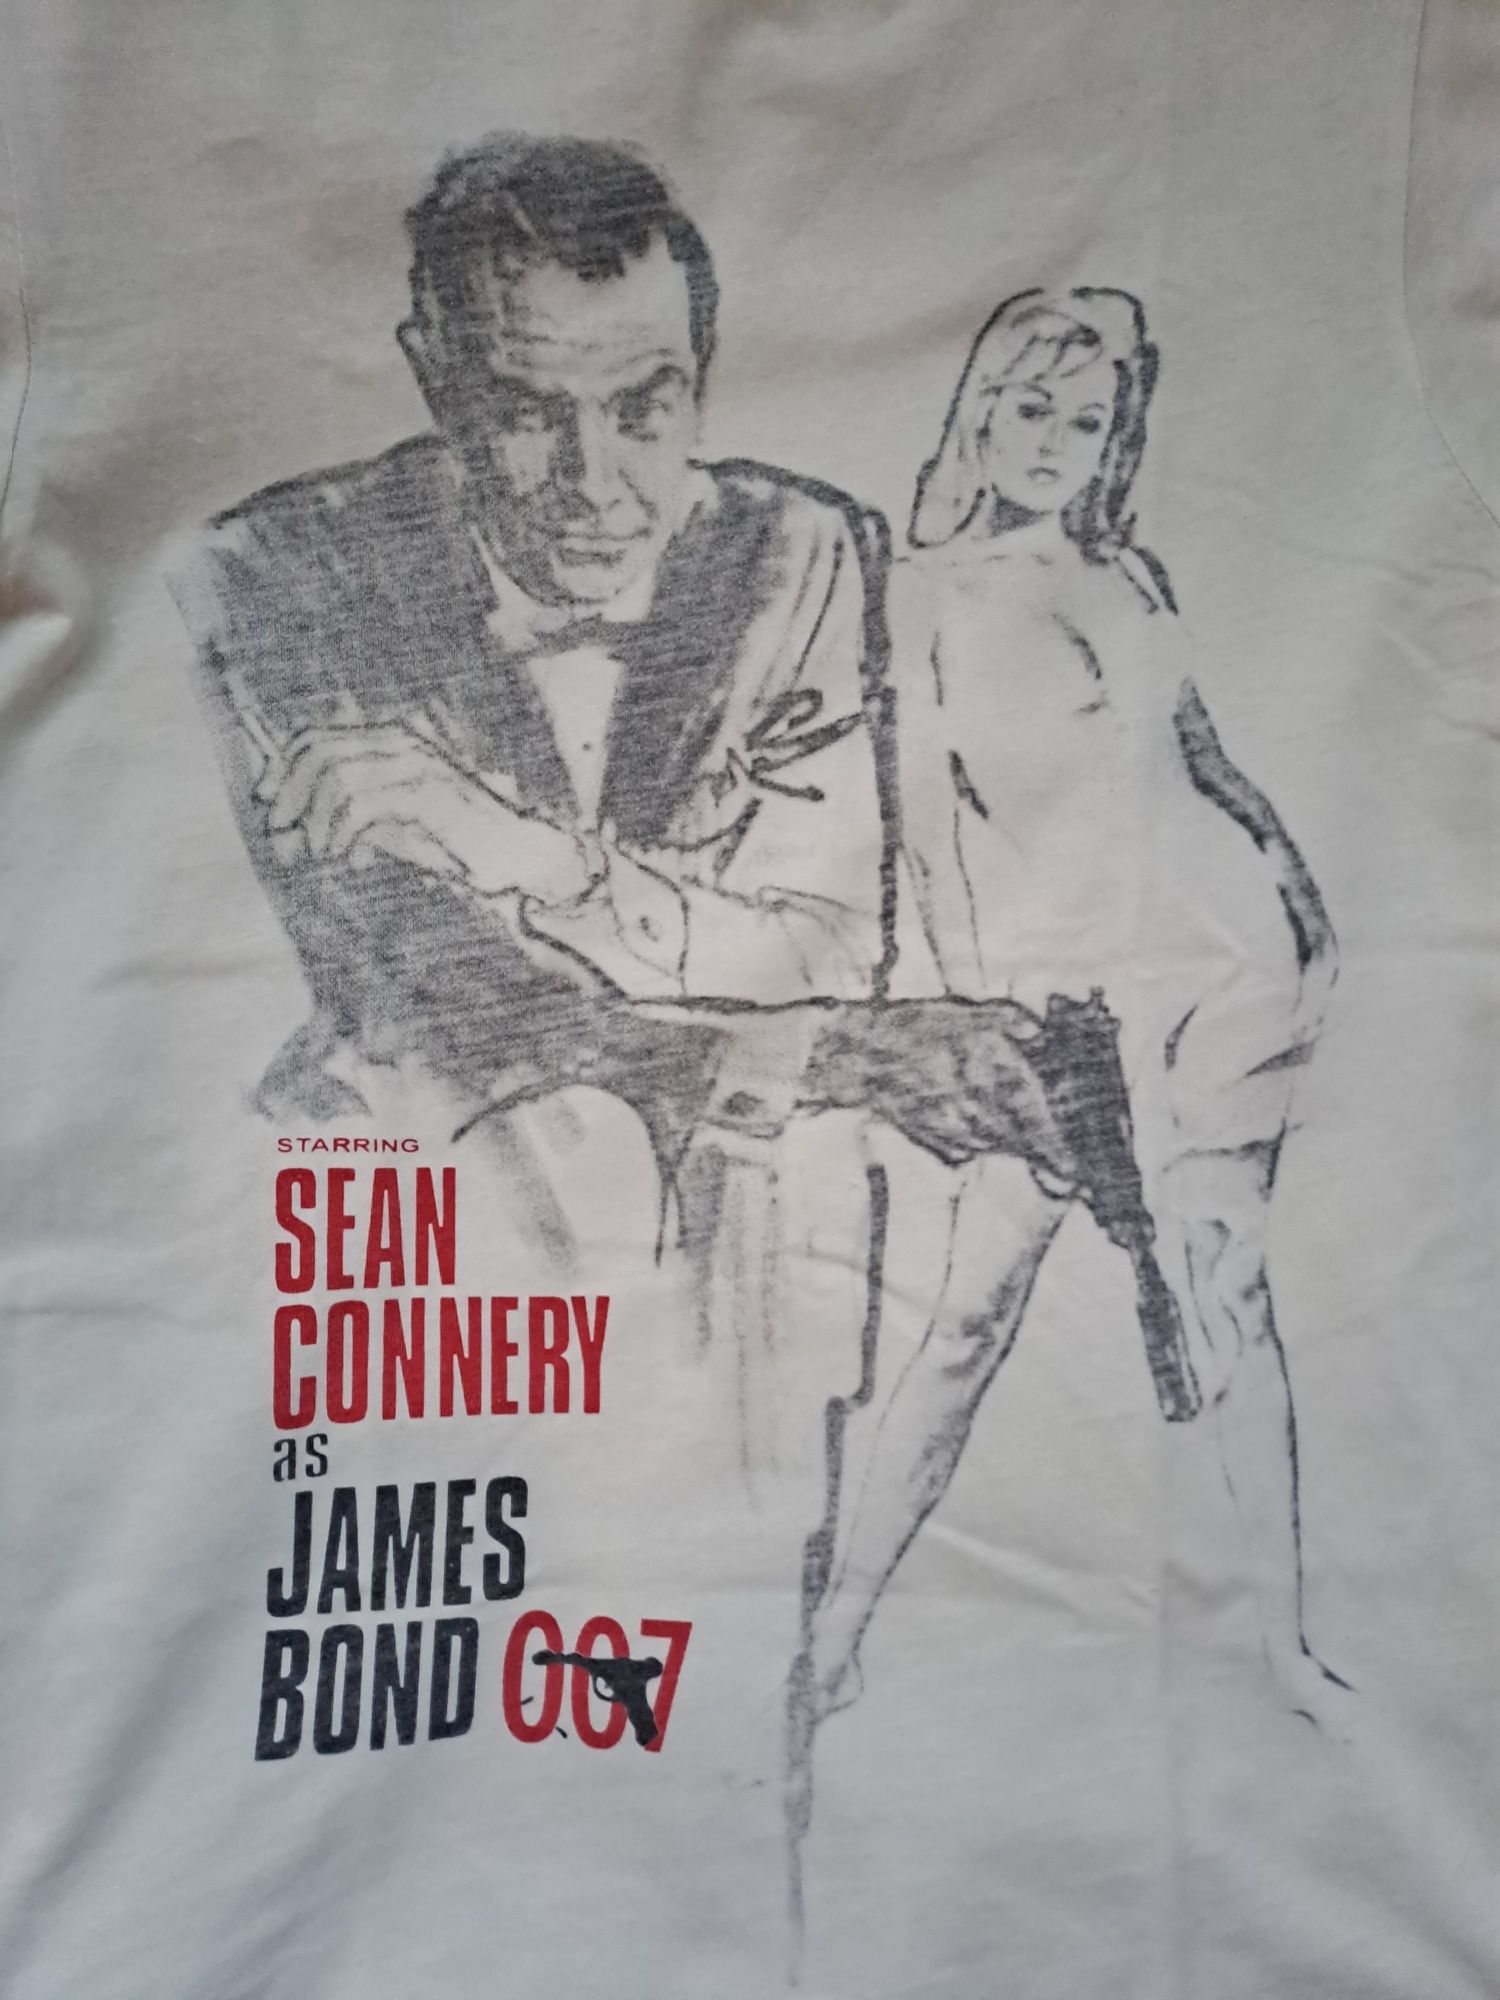 STARRING
SEAN
CONNERY
as
JAMES
BOND 007